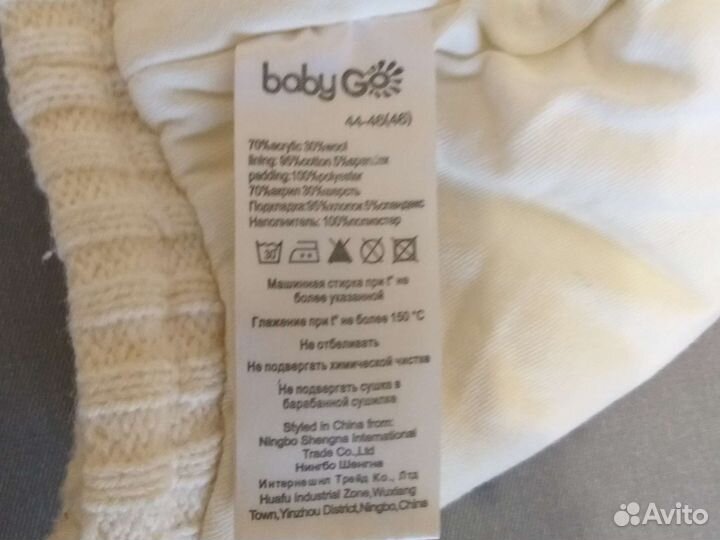 baby Go
44-46(46)
70%acrylic 30%wool
lining: 95%cotton 5%spandex
padding:100%polyester
70%акрил 30%шерсть
Подкладка:95%хлопок 5%спандекс
Наполнитель: 100%полиэстер
30
Машинная стирка при t° не
более указанной
Глажение при t° не более 150 °С
Не отбеливать
Не подвергать химической чистке
Не подвергать сушке в
барабанной сушилке
Styled in China from:
Ningbo Shengna International
Trade Co.,Ltd
Нингбо Шенгна
Интернешнл Трейд Ко., Лтд
Huafu Industrial Zone,Wuxiang
Town,Yinzhou District,Ningbo,China
Avito